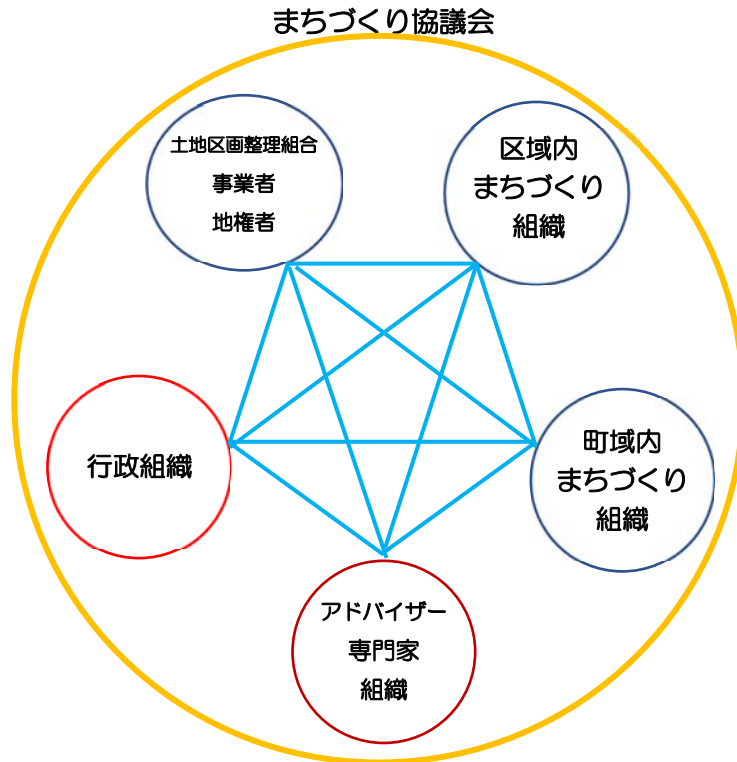 まちづくり協議会
土地区画整理組合
事業者
地権者
区域内
まちづくり
組織
行政組織
町域内
まちづくり
組織
アドバイザー
専門家
組織